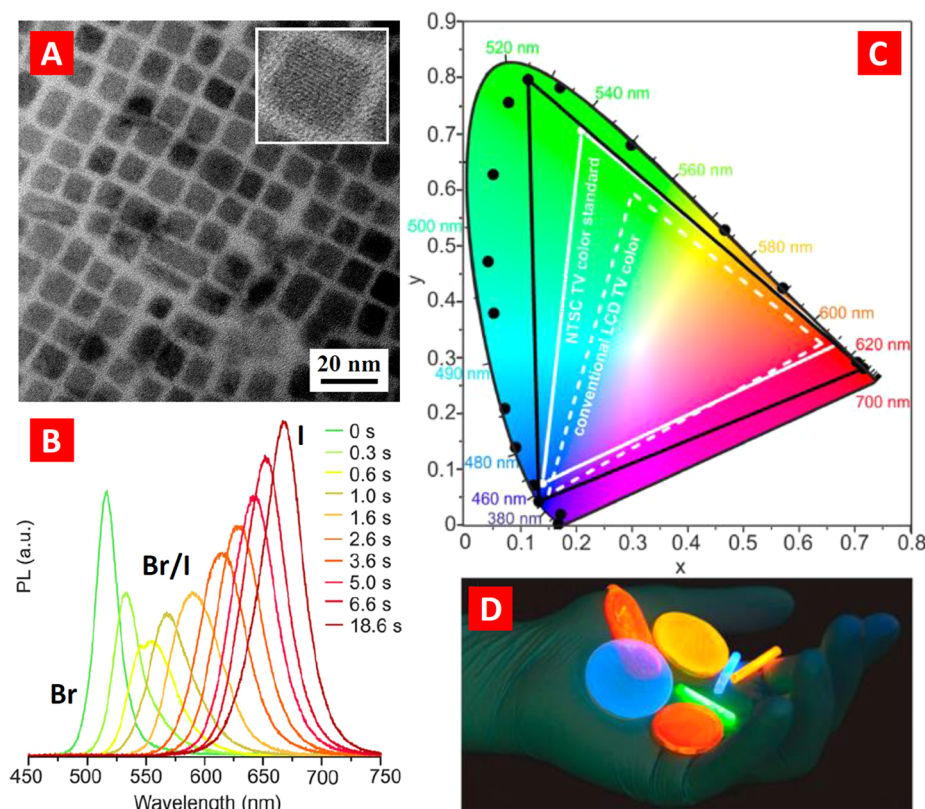 A
20 nm
B
PL (a.u.)
Br
Br/I
I
0 s
0.3 s
0.6 s
1.0 s
1.6 s
2.6 s
3.6 s
5.0 s
6.6 s
18.6 s
450 500 550 600 650 700 750
Wavelength (nm)
C
y
0.9
0.8
0.7
0.6
0.5
0.4
0.3
0.2
0.1
0
520 nm
540 nm
560 nm
580 nm
600 nm
620 nm
700 nm
500 nm
490 nm
480 nm
460 nm
380 nm
NTSC TV color standard
conventional LCD TV color
0 0.1 0.2 0.3 0.4 0.5 0.6 0.7 0.8
x
D